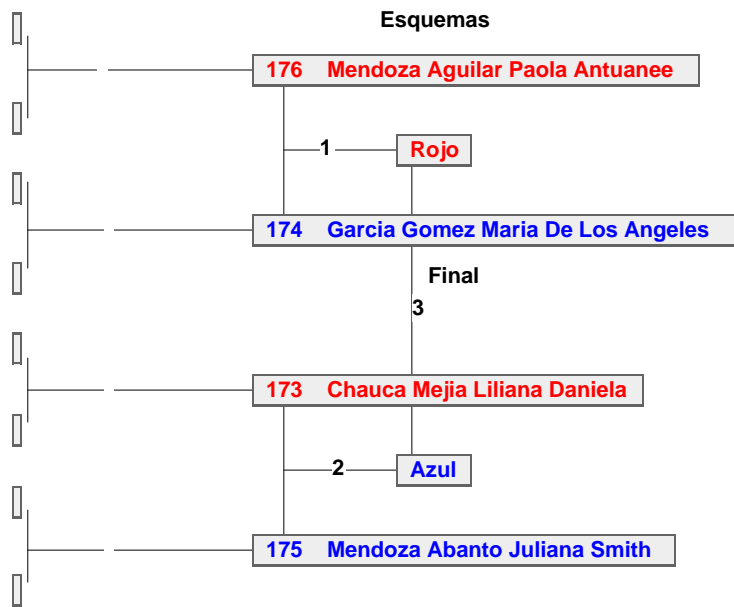 Esquemas
176 Mendoza Aguilar Paola Antuanee
1
Rojo
174 Garcia Gomez Maria De Los Angeles
Final
3
173 Chauca Mejia Liliana Daniela
2
Azul
175 Mendoza Abanto Juliana Smith